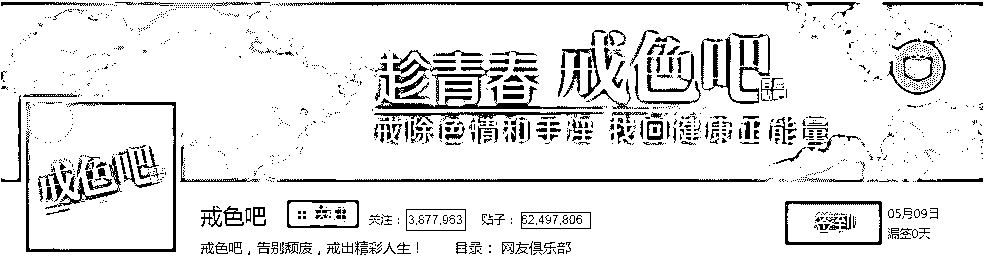 趁青春 戒色吧
戒除色情和手淫 找回健康正能量
戒色吧
戒色吧 关注: 3,877,953 贴子: 62,497,806
签到 05月09日
漏签0天
戒色吧,告别颓废,戒出精彩人生! 目录: 网友俱乐部